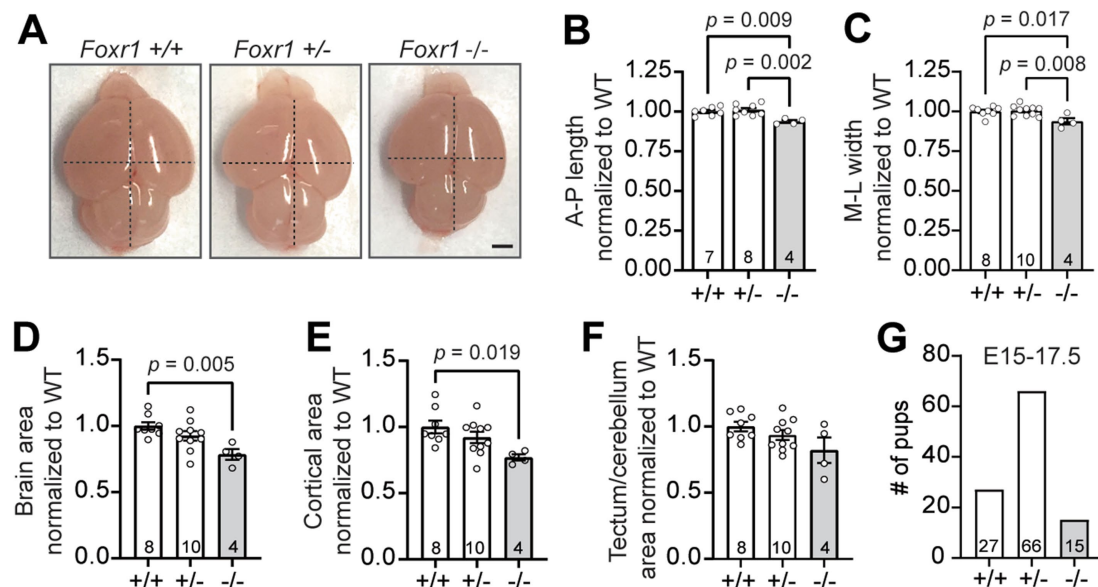 A
Foxr1 +/+
Foxr1 +/-
Foxr1 -/-
B
p = 0.009
p = 0.002
A-P length
normalized to WT
1.25
1.00
0.75
0.50
0.25
0.00
7
8
4
+/+
+/-
-/-
C
p = 0.017
p = 0.008
M-L width
normalized to WT
1.25
1.00
0.75
0.50
0.25
0.00
8
10
4
+/+
+/-
-/-
D
p = 0.005
Brain area
normalized to WT
1.5
1.0
0.5
0.0
8
10
4
+/+
+/-
-/-
E
p = 0.019
Cortical area
normalized to WT
1.5
1.0
0.5
0.0
8
10
4
+/+
+/-
-/-
F
Tectum/cerebellum
area normalized to WT
1.5
1.0
0.5
0.0
8
10
4
+/+
+/-
-/-
G
E15-17.5
# of pups
80
60
40
20
0
27
66
15
+/+
+/-
-/-